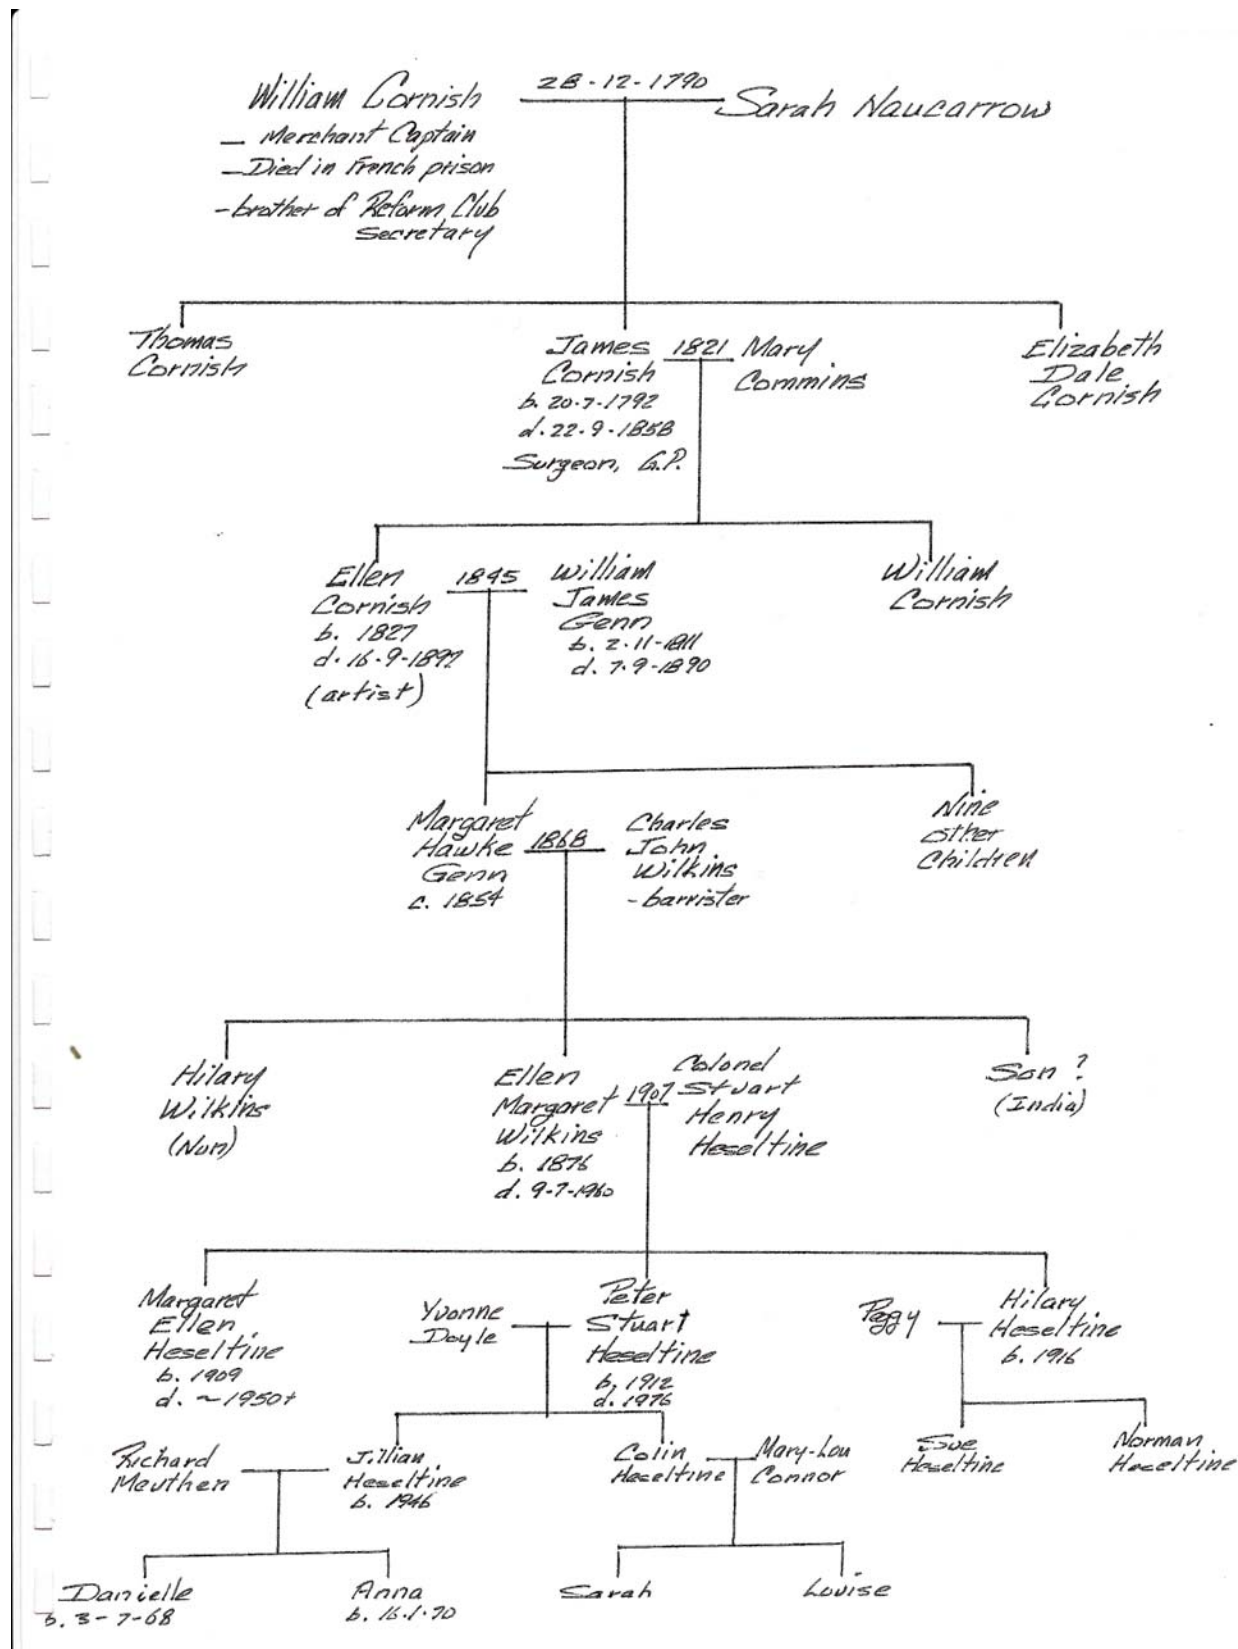 William Cornish
28-12-1790
Sarah Naucarrow
— Merchant Captain
— Died in French prison
- brother of Reform Club
Secretary
Thomas
Cornish
James
Cornish
b. 20-7-1792
d. 22.9-1858
Surgeon, G.P.
1821
Mary
Commins
Elizabeth
Dale
Cornish
Ellen
Cornish
b. 1827
d. 16.9-1897
(artist)
1845
William
James
Genn
b. 2.11-1811
d. 7.9-1890
William
Cornish
Margaret
Hawke
Genn
c. 1854
1868
Charles
John
Wilkins
- barrister
Nine
other
Children
Hilary
Wilkins
(Nun)
Ellen
Margaret
Wilkins
b. 1876
d. 9-7-1960
1907
Colonel
Stuart
Henry
Heseltine
Son ?
(India)
Margaret
Ellen
Heseltine
b. 1909
d. ~1950+
Yvonne
Doyle
Peter
Stuart
Heseltine
b. 1912
d. 1976
Peggy
Hilary
Heseltine
b. 1916
Richard
Meuthen
Jillian
Heseltine
b. 1946
Colin
Heseltine
Mary-Lou
Connor
Sue
Heseltine
Norman
Heseltine
Danielle
b. 3-7-68
Anna
b. 16.1.70
Sarah
Louise